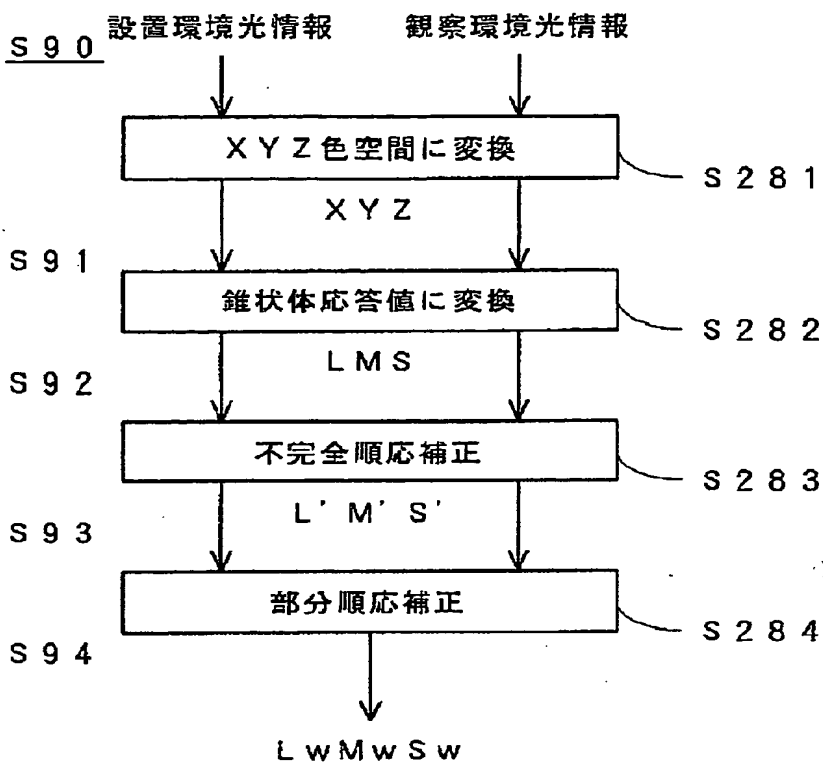 設置環境光情報 観察環境光情報
S90
XYZ色空間に変換
S281
XYZ
S91
錐状体応答値に変換
S282
LMS
S92
不完全順応補正
S283
L'M'S'
S93
部分順応補正
S284
S94
LwMwSw